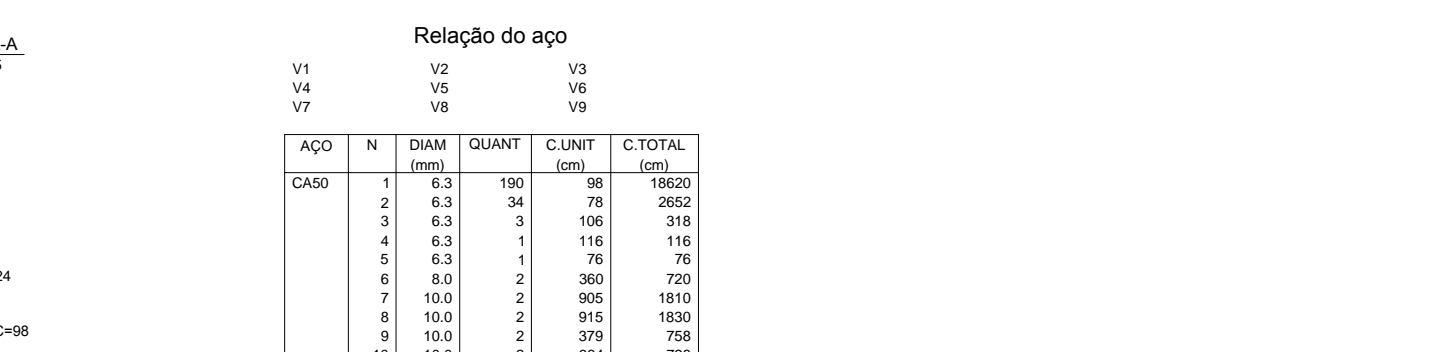 -A
Relação do aço
V1 V2 V3
V4 V5 V6
V7 V8 V9
AÇO N DIAM QUANT C.UNIT C.TOTAL
(mm) (cm) (cm)
CA50 1 6.3 190 98 18620
2 6.3 34 78 2652
3 6.3 3 106 318
4 6.3 1 116 116
5 6.3 1 76 76
24
6 8.0 2 360 720
7 10.0 2 905 1810
8 10.0 2 915 1830
C=98
9 10.0 2 379 758